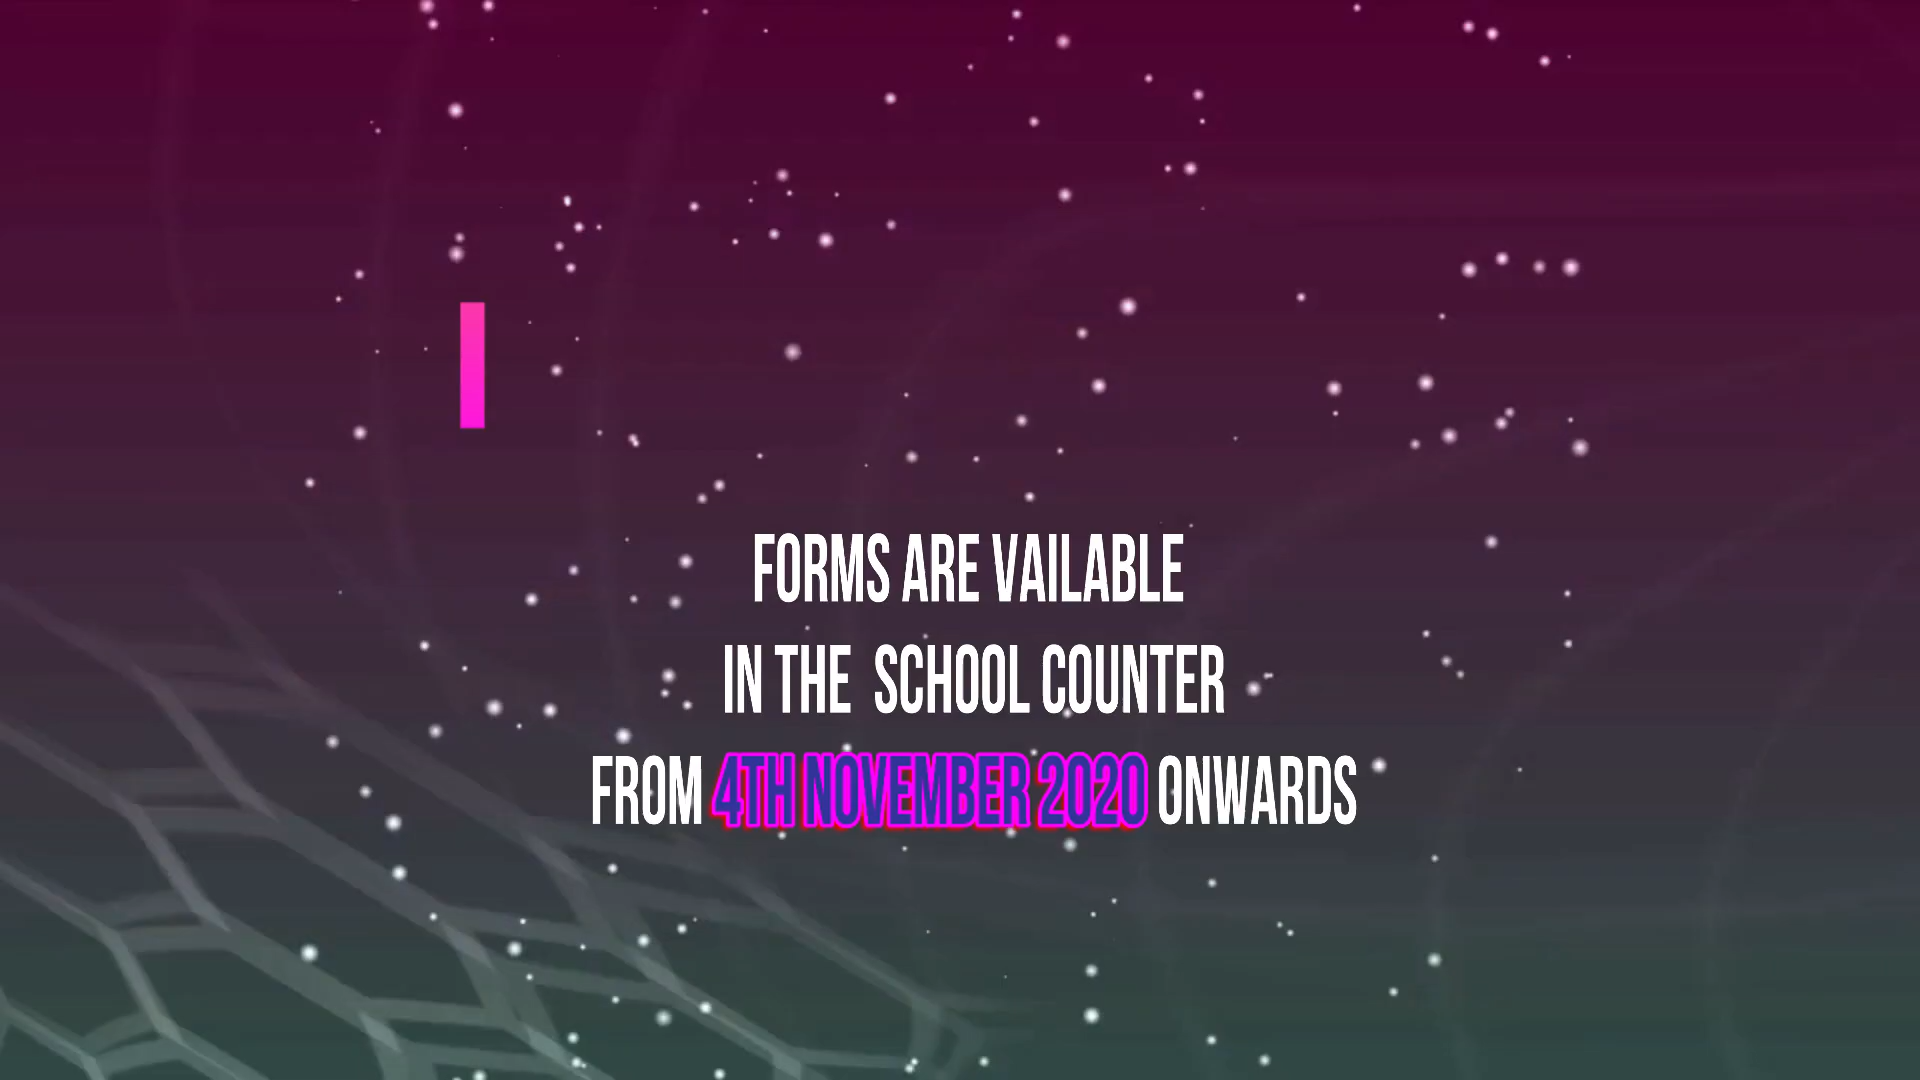 FORMS ARE VAILABLE
IN THE SCHOOL COUNTER
FROM 4TH NOVEMBER 2020 ONWARDS